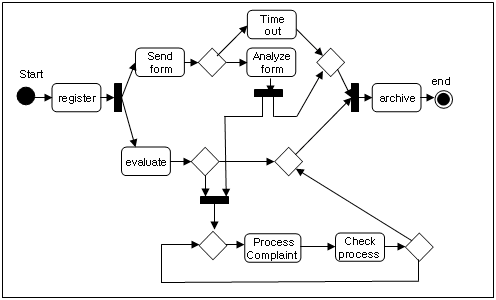 Time
out
Send
form
Analyze
form
Start
end
register
archive
evaluate
Process
Complaint
Check
process